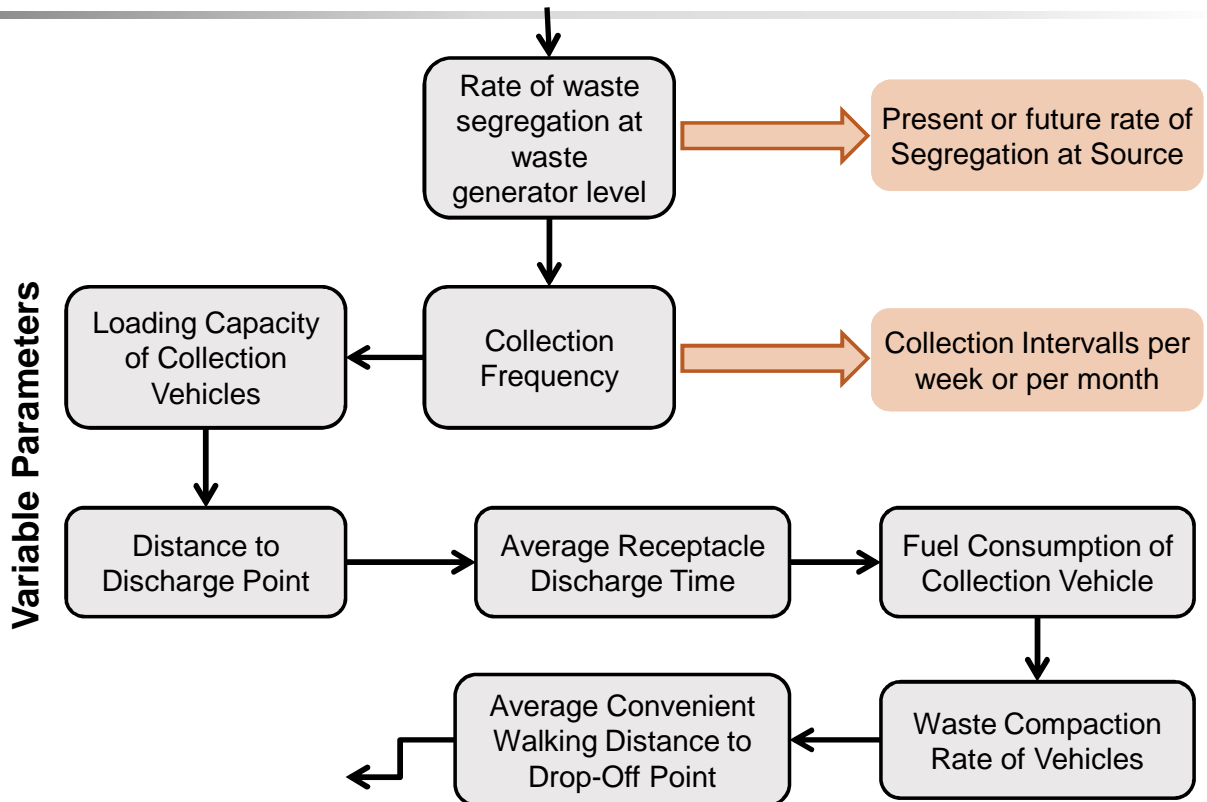 Rate of waste
segregation at
waste
generator level
Present or future rate of
Segregation at Source
Variable Parameters
Loading Capacity
of Collection
Vehicles
Collection
Frequency
Collection Intervalls per
week or per month
Distance to
Discharge Point
Average Receptacle
Discharge Time
Fuel Consumption of
Collection Vehicle
Average Convenient
Walking Distance to
Drop-Off Point
Waste Compaction
Rate of Vehicles